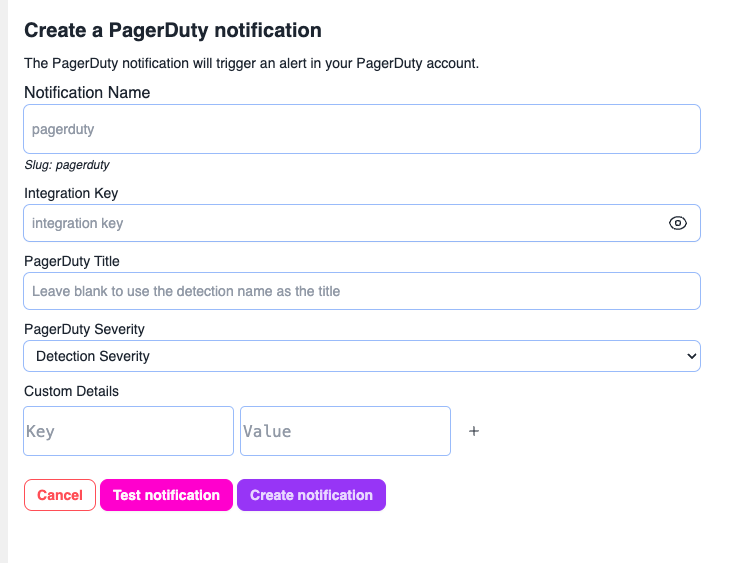 Create a PagerDuty notification
The PagerDuty notification will trigger an alert in your PagerDuty account.
Notification Name
pagerduty
Slug: pagerduty
Integration Key
integration key
PagerDuty Title
Leave blank to use the detection name as the title
PagerDuty Severity
Detection Severity
Custom Details
Key Value +
Cancel Test notification Create notification